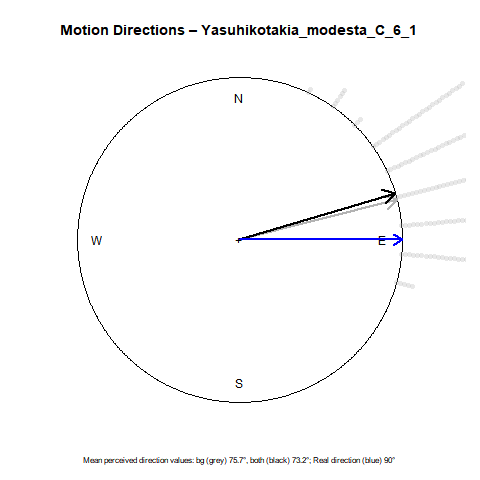 Motion Directions – Yasuhikotakia_modesta_C_6_1
N
W
E
S
Mean perceived direction values: bg (grey) 75.7°, both (black) 73.2°; Real direction (blue) 90°